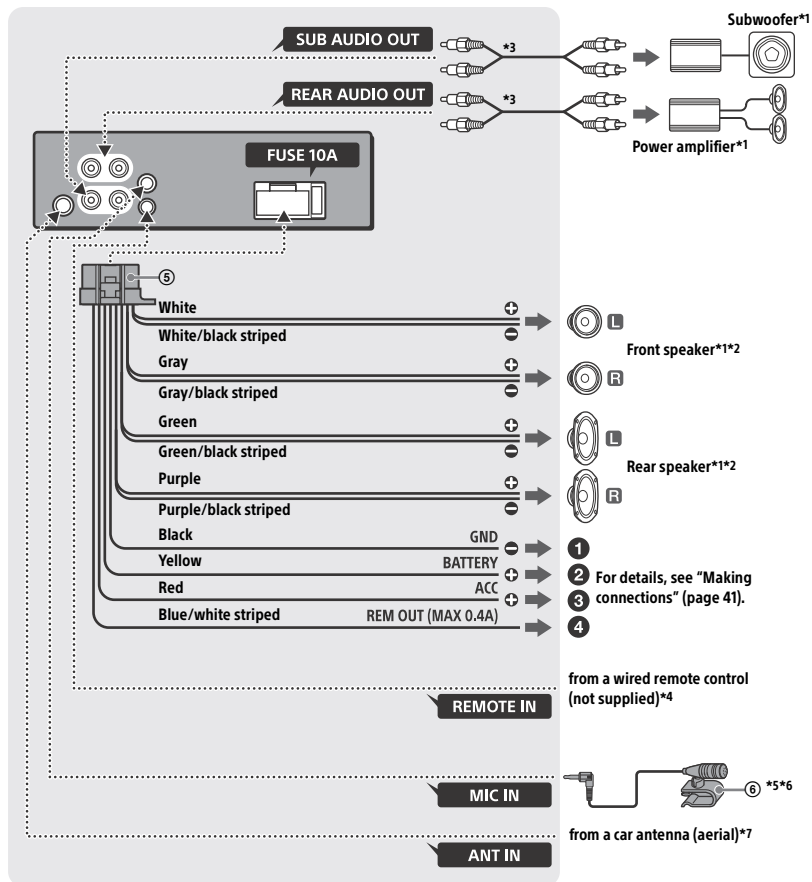 Subwoofer*1
SUB AUDIO OUT
*3
REAR AUDIO OUT
*3
Power amplifier*1
FUSE 10A
⑤
White
White/black striped
Front speaker*1*2
L
Gray
Gray/black striped
R
Green
Green/black striped
L
Rear speaker*1*2
Purple
Purple/black striped
R
Black GND ❶
Yellow BATTERY ❷
Red ACC ❸
Blue/white striped REM OUT (MAX 0.4A) ❹
For details, see “Making
connections” (page 41).
from a wired remote control
(not supplied)*4
REMOTE IN
MIC IN
⑥ *5*6
from a car antenna (aerial)*7
ANT IN